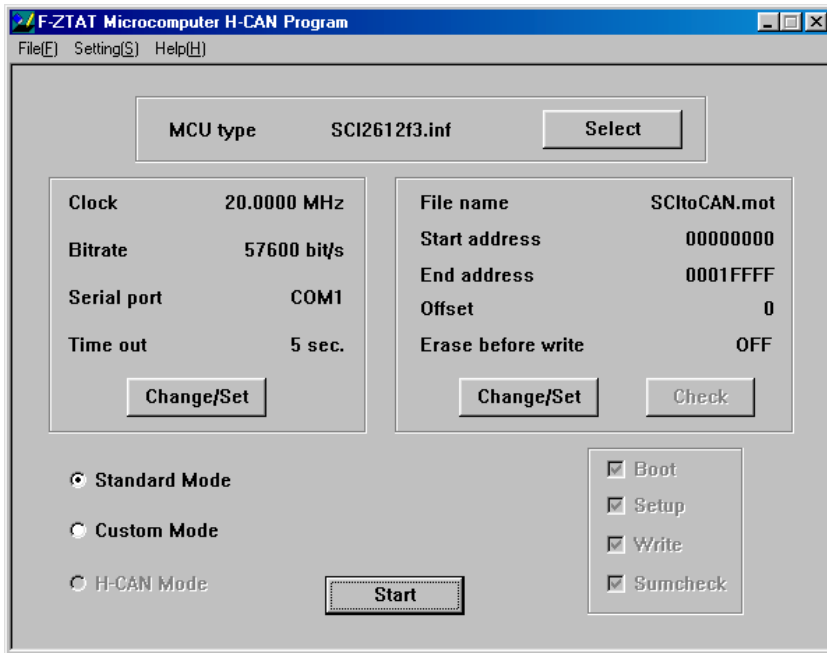 F-ZTAT Microcomputer H-CAN Program
File(F) Setting(S) Help(H)
MCU type SCI2612f3.inf Select
Clock 20.0000 MHz
Bitrate 57600 bit/s
Serial port COM1
Time out 5 sec.
Change/Set
File name SCItoCAN.mot
Start address 00000000
End address 0001FFFF
Offset 0
Erase before write OFF
Change/Set Check
Standard Mode
Custom Mode
H-CAN Mode
Start
Boot
Setup
Write
Sumcheck